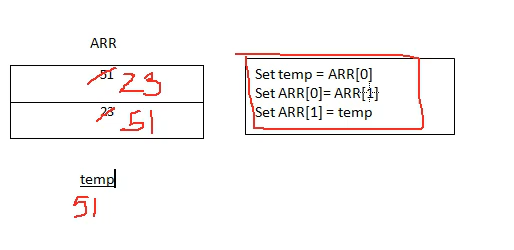 ARR
51 23
23 51
Set temp = ARR[0]
Set ARR[0]= ARR[1]
Set ARR[1] = temp
temp
51